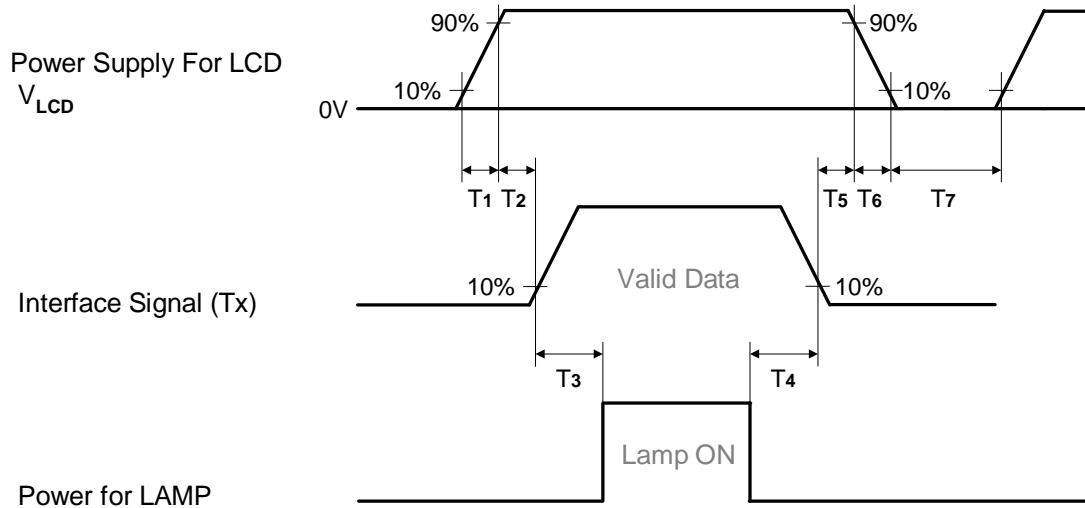 90%
90%
Power Supply For LCD
VLCD
10%
10%
0V
T1 T2
T5 T6 T7
Valid Data
10%
10%
Interface Signal (Tx)
T3
T4
Lamp ON
Power for LAMP